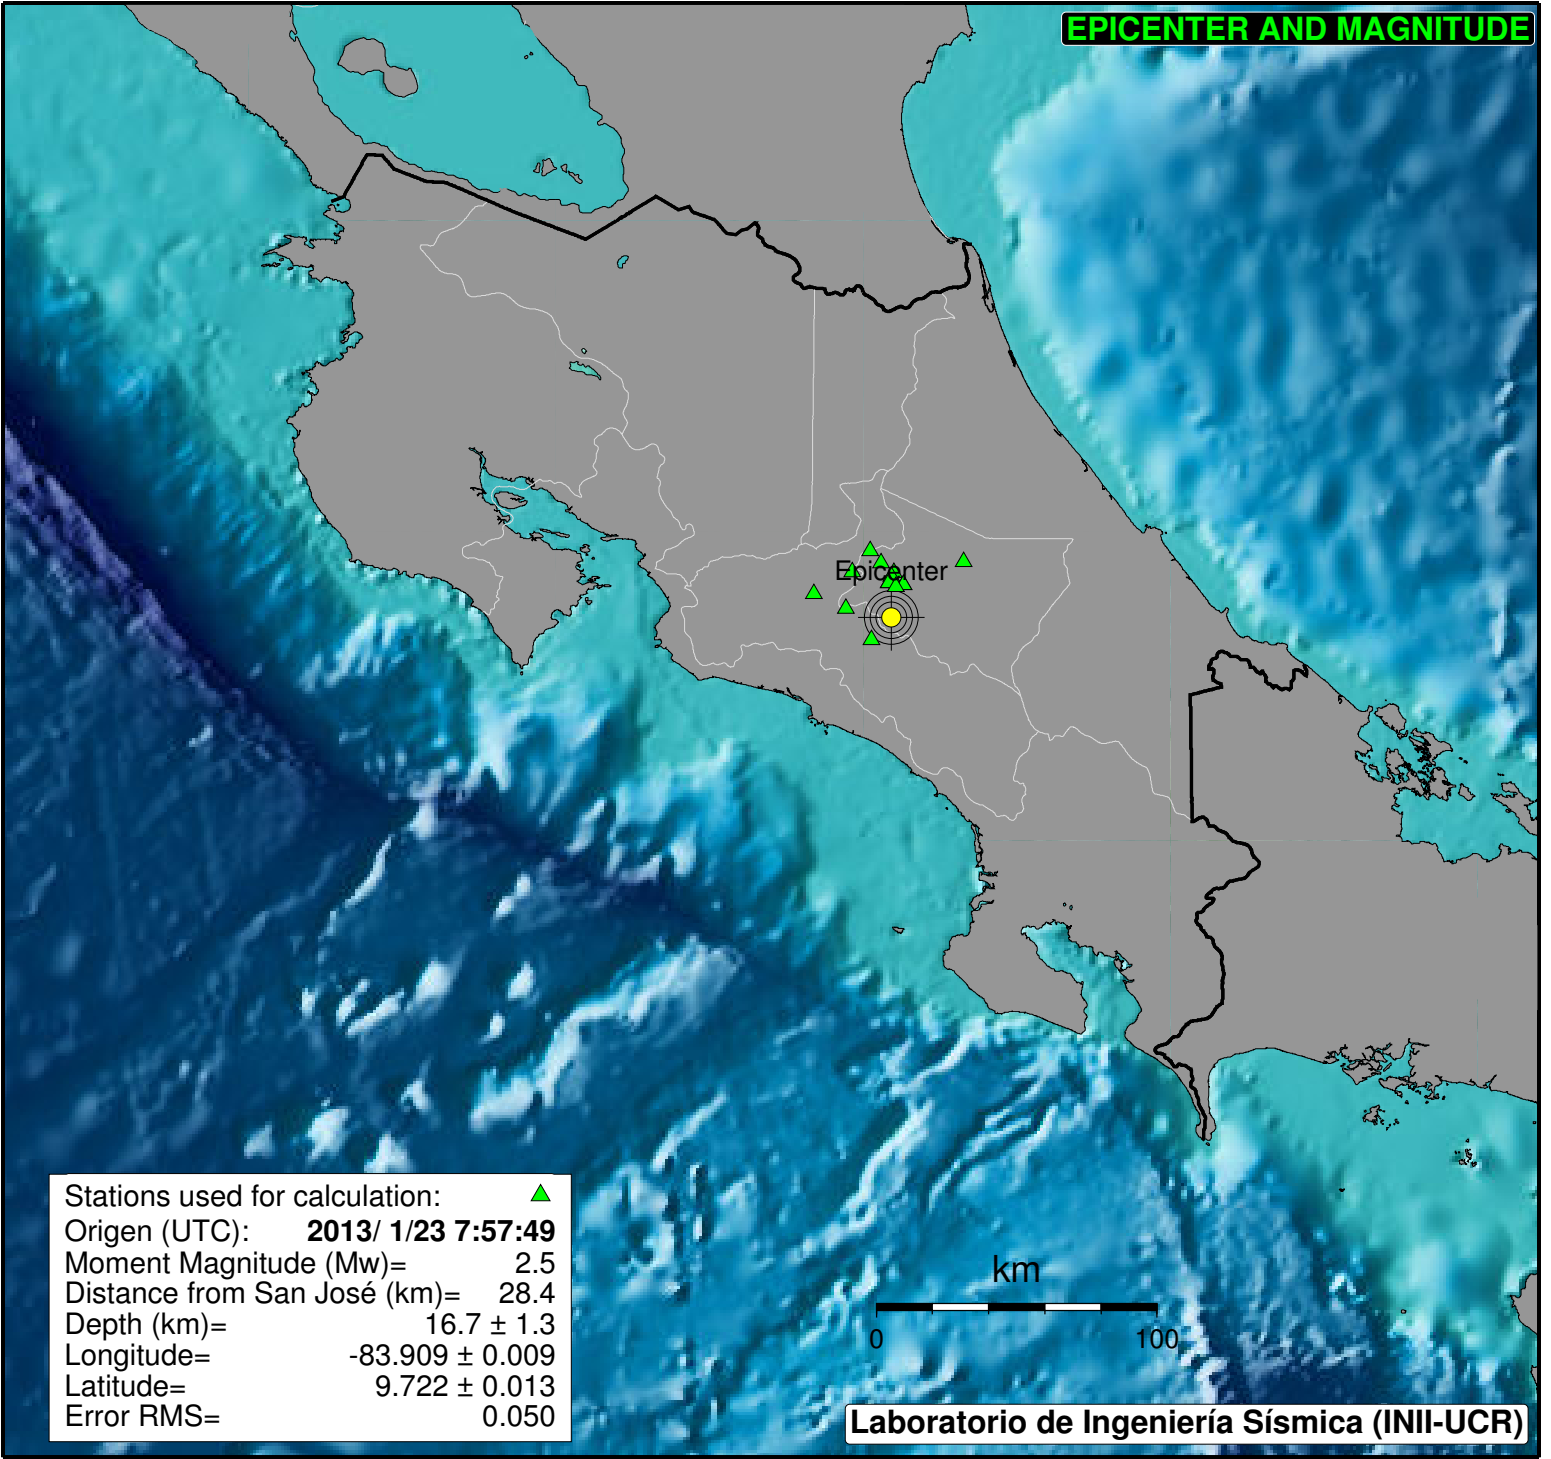 EPICENTER AND MAGNITUDE
Epicenter
Stations used for calculation:
Origen (UTC): 2013/ 1/23 7:57:49
Moment Magnitude (Mw)= 2.5
Distance from San José (km)= 28.4
Depth (km)= 16.7 ± 1.3
Longitude= -83.909 ± 0.009
Latitude= 9.722 ± 0.013
Error RMS= 0.050
km
0 100
Laboratorio de Ingeniería Sísmica (INII-UCR)